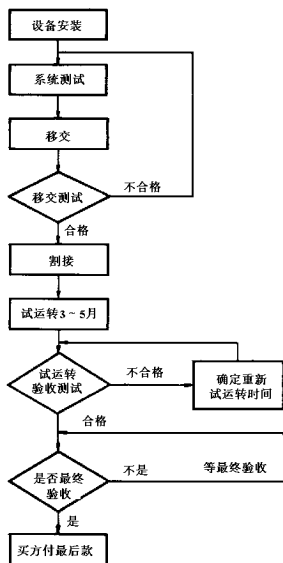 设备安装
系统测试
移交
移交测试
不合格
合格
割接
试运转3~5月
试运转
验收测试
不合格
确定重新
试运转时间
合格
是否最终
验收
不是
等最终验收
是
买方付最后款